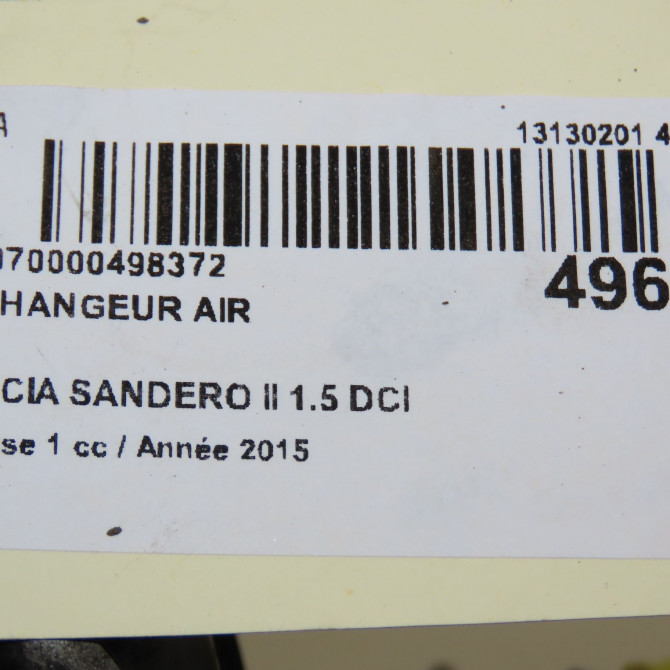 A 13130201 4
070000498372
496
HANGEUR AIR
CIA SANDERO II 1.5 DCI
se 1 cc / Année 2015